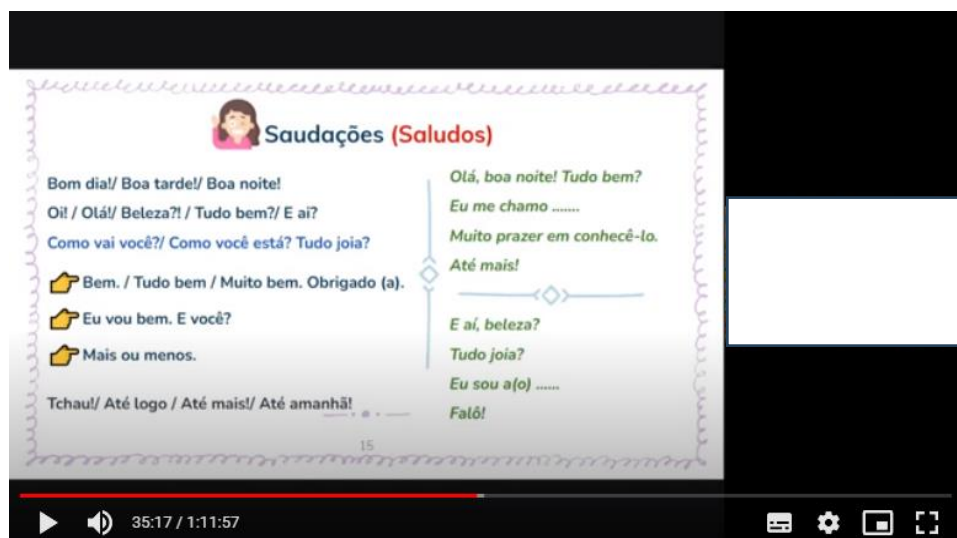 Saudações (Saludos)
Bom dia!/ Boa tarde!/ Boa noite!
Oi! / Olá!/ Beleza?! / Tudo bem?/ E ai?
Como vai você?/ Como você está? Tudo joia?
Bem. / Tudo bem / Muito bem. Obrigado (a).
Eu vou bem. E você?
Mais ou menos.
Tchau!/ Até logo / Até mais!/ Até amanhã!
Olá, boa noite! Tudo bem?
Eu me chamo .......
Muito prazer em conhecê-lo.
Até mais!
E aí, beleza?
Tudo joia?
Eu sou a(o) ......
Falô!
15
35:17 / 1:11:57